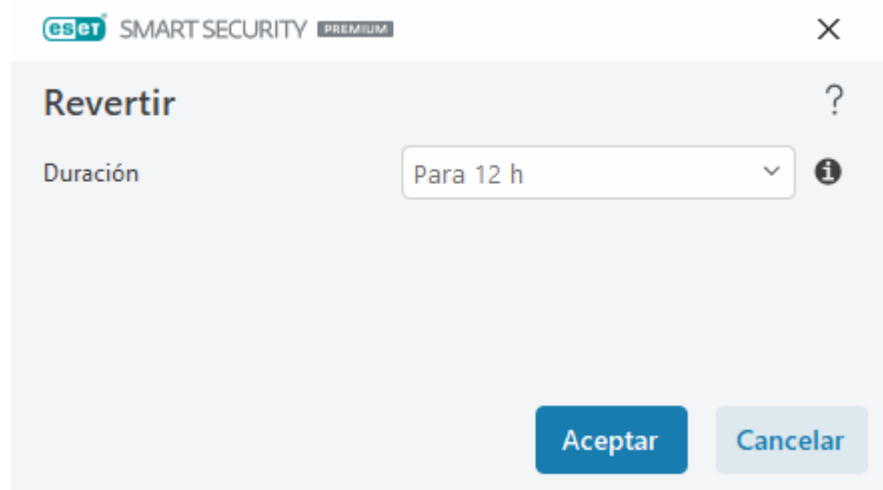 eset SMART SECURITY PREMIUM
Revertir
?
Duración
Para 12 h
Aceptar
Cancelar